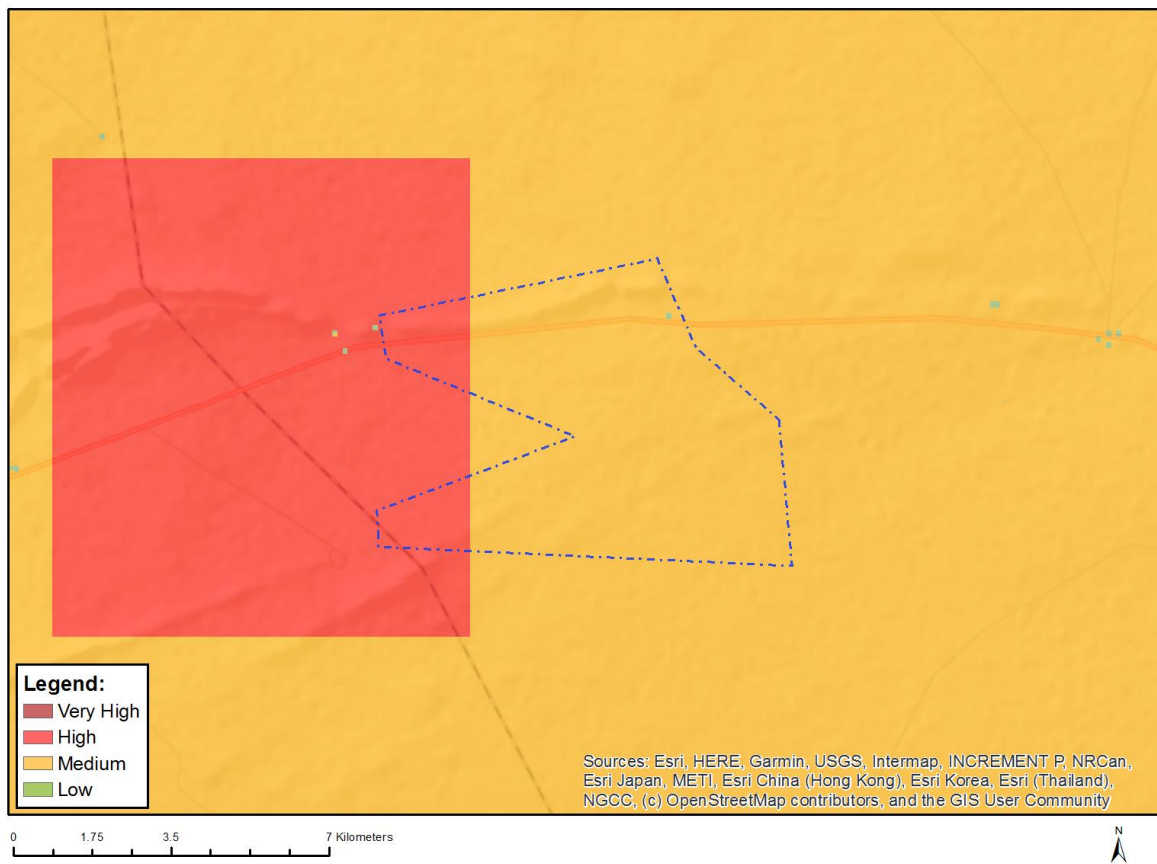 Legend:
Very High
High
Medium
Low
Sources: Esri, HERE, Garmin, USGS, Intermap, INCREMENT P, NRCan,
Esri Japan, METI, Esri China (Hong Kong), Esri Korea, Esri (Thailand),
NGCC, (c) OpenStreetMap contributors, and the GIS User Community
0 1.75 3.5 7 Kilometers
N